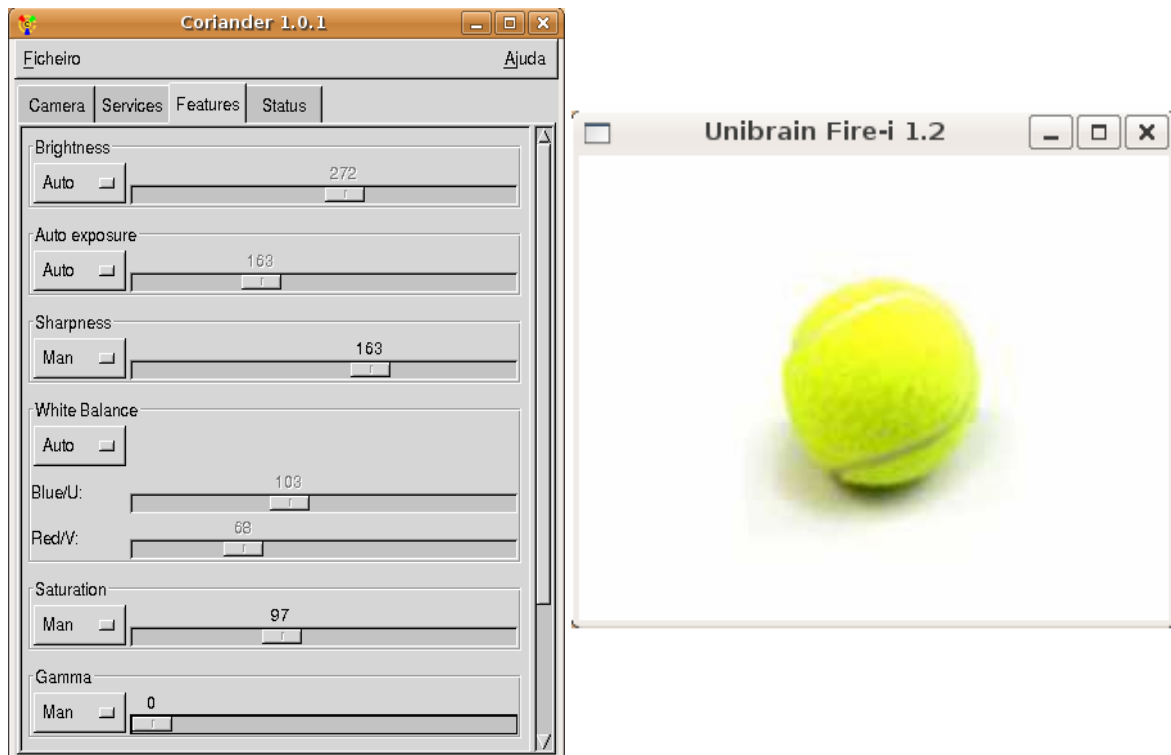 Coriander 1.0.1
Ficheiro Ajuda
Camera Services Features Status
Brightness
Auto 272
Auto exposure
Auto 163
Sharpness
Man 163
White Balance
Auto
Blue/U: 103
Red/V: 68
Saturation
Man 97
Gamma
Man 0
Unibrain Fire-i 1.2